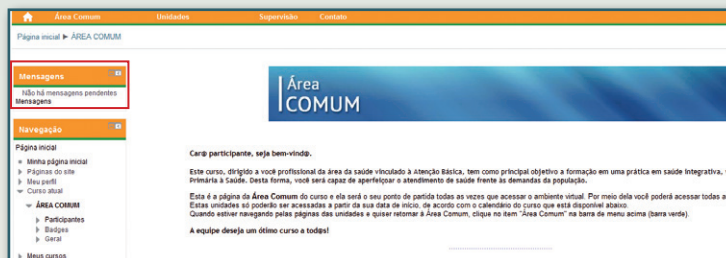 Área Comum Unidades Supervisão Contato
Página inicial ► ÁREA COMUM
Mensagens
Não há mensagens pendentes
Mensagens
Navegação
Página inicial
Minha página inicial
Páginas do site
Meu perfil
Curso atual
ÁREA COMUM
Participantes
Badges
Geral
Meus cursos
Área
COMUM
Car@ participante, seja bem-vind@.
Este curso, dirigido a você profissional da área da saúde vinculado à Atenção Básica, tem como principal objetivo a formação em uma prática em saúde integrativa,
Primária à Saúde. Desta forma, você será capaz de aperfeiçoar o atendimento de saúde frente às demandas da população.
Esta é a página da Área Comum do curso e ela será o seu ponto de partida todas as vezes que acessar o ambiente virtual. Por meio dela você poderá acessar todas a
Estas unidades só poderão ser acessadas a partir da sua data de início, de acordo com o calendário do curso que está disponível abaixo.
Quando estiver navegando pelas páginas das unidades e quiser retornar à Área Comum, clique no item "Área Comum" na barra de menu acima (barra verde).
A equipe deseja um ótimo curso a tod@s!